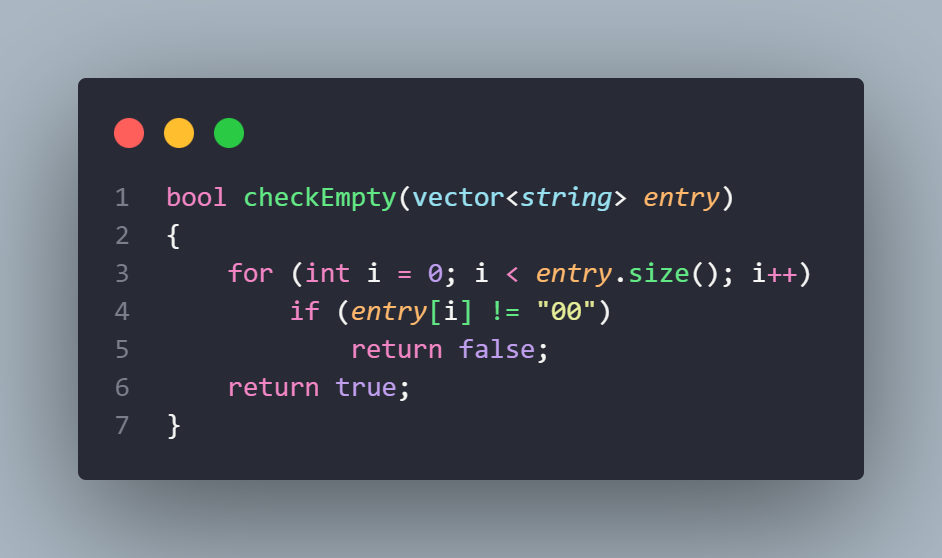 1 bool checkEmpty(vector<string> entry)
2 {
3     for (int i = 0; i < entry.size(); i++)
4         if (entry[i] != "00")
5             return false;
6     return true;
7 }